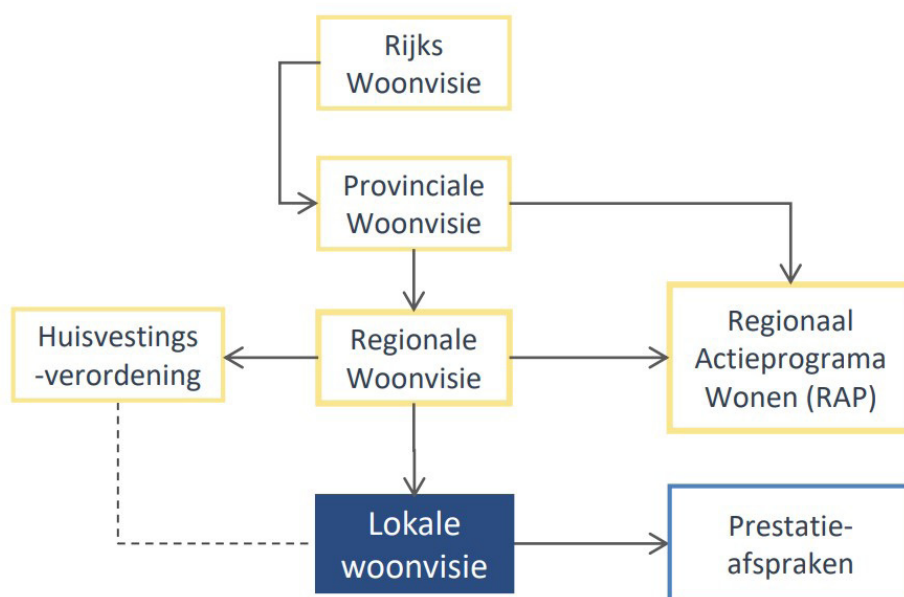 Rijks
Woonvisie
Provinciale
Woonvisie
Huisvestings
-verordening
Regionale
Woonvisie
Regionaal
Actieprograma
Wonen (RAP)
Lokale
woonvisie
Prestatie-
afspraken